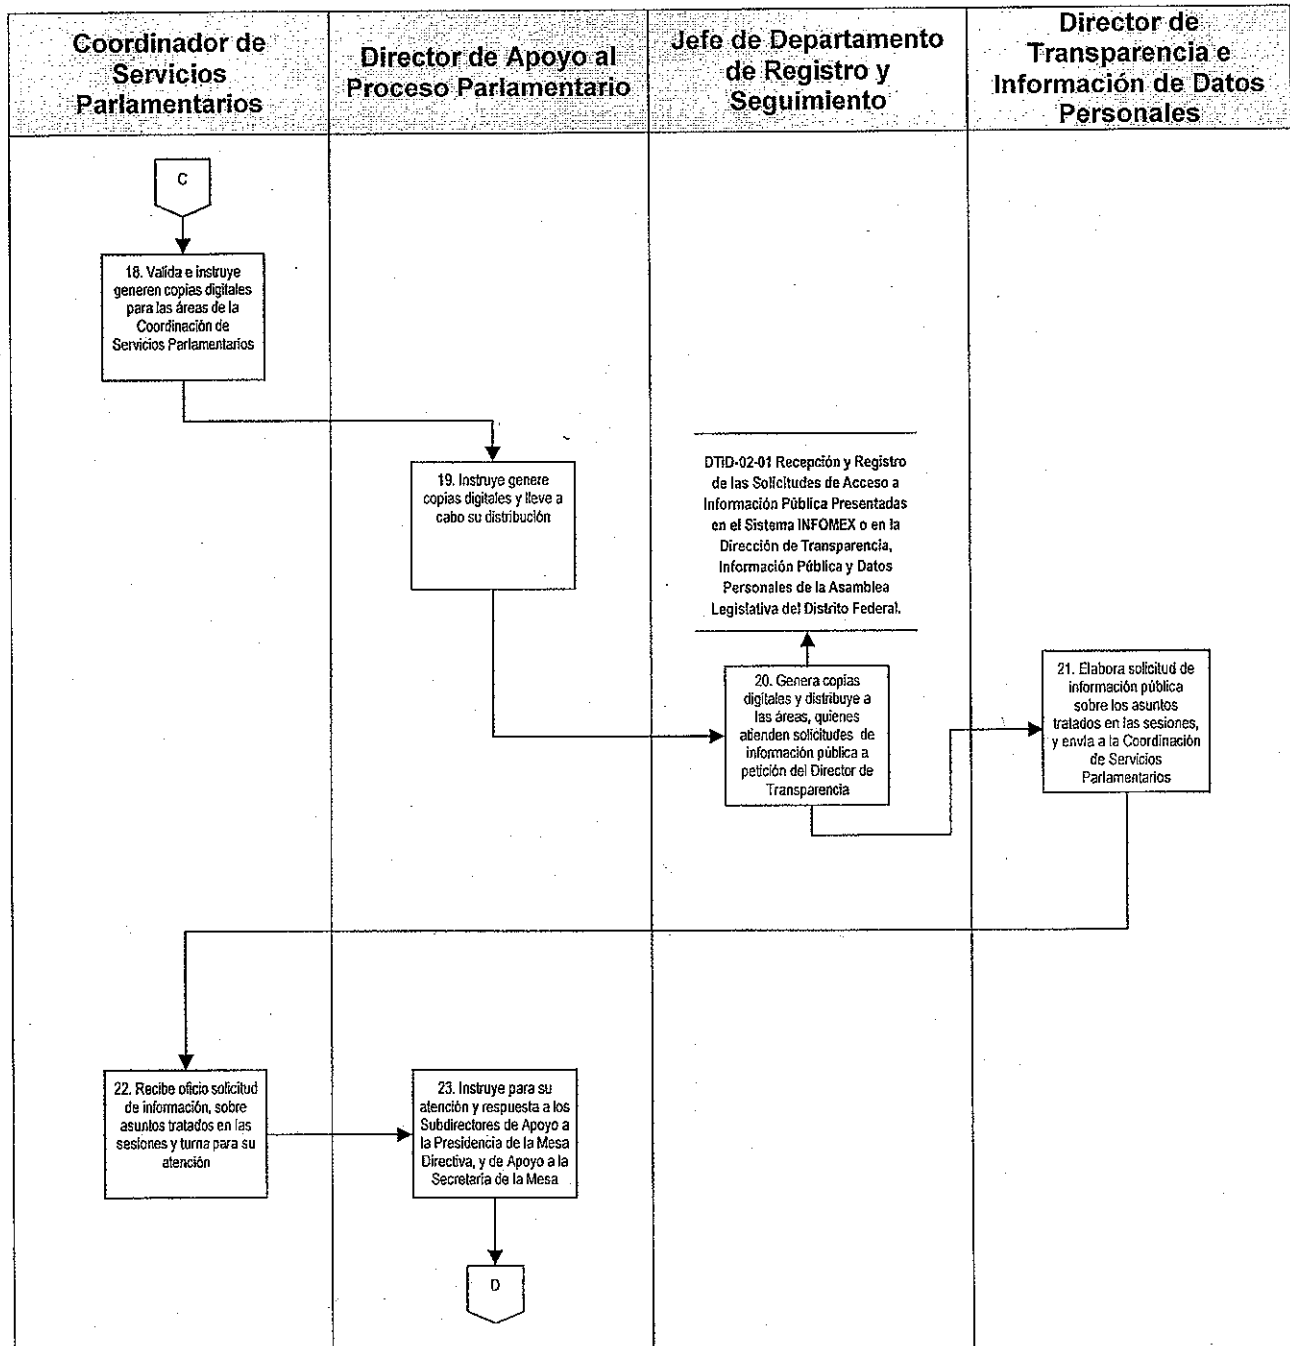 Coordinador de
Servicios
Parlamentarios
Director de Apoyo al
Proceso Parlamentario
Jefe de Departamento
de Registro y
Seguimiento
Director de
Transparencia e
Información de Datos
Personales
C
18. Valida e instruye
generen copias digitales
para las áreas de la
Coordinación de
Servicios Parlamentarios
19. Instruye genere
copias digitales y lleve a
cabo su distribución
DTID-02-01 Recepción y Registro
de las Solicitudes de Acceso a
Información Pública Presentadas
en el Sistema INFOMEX o en la
Dirección de Transparencia,
Información Pública y Datos
Personales de la Asamblea
Legislativa del Distrito Federal.
20. Genera copias
digitales y distribuye a
las áreas, quienes
atienden solicitudes de
información pública a
petición del Director de
Transparencia
21. Elabora solicitud de
información pública
sobre los asuntos
tratados en las sesiones,
y envía a la Coordinación
de Servicios
Parlamentarios
22. Recibe oficio solicitud
de información, sobre
asuntos tratados en las
sesiones y turna para su
atención
23. Instruye para su
atención y respuesta a los
Subdirectores de Apoyo a
la Presidencia de la Mesa
Directiva, y de Apoyo a la
Secretaria de la Mesa
D